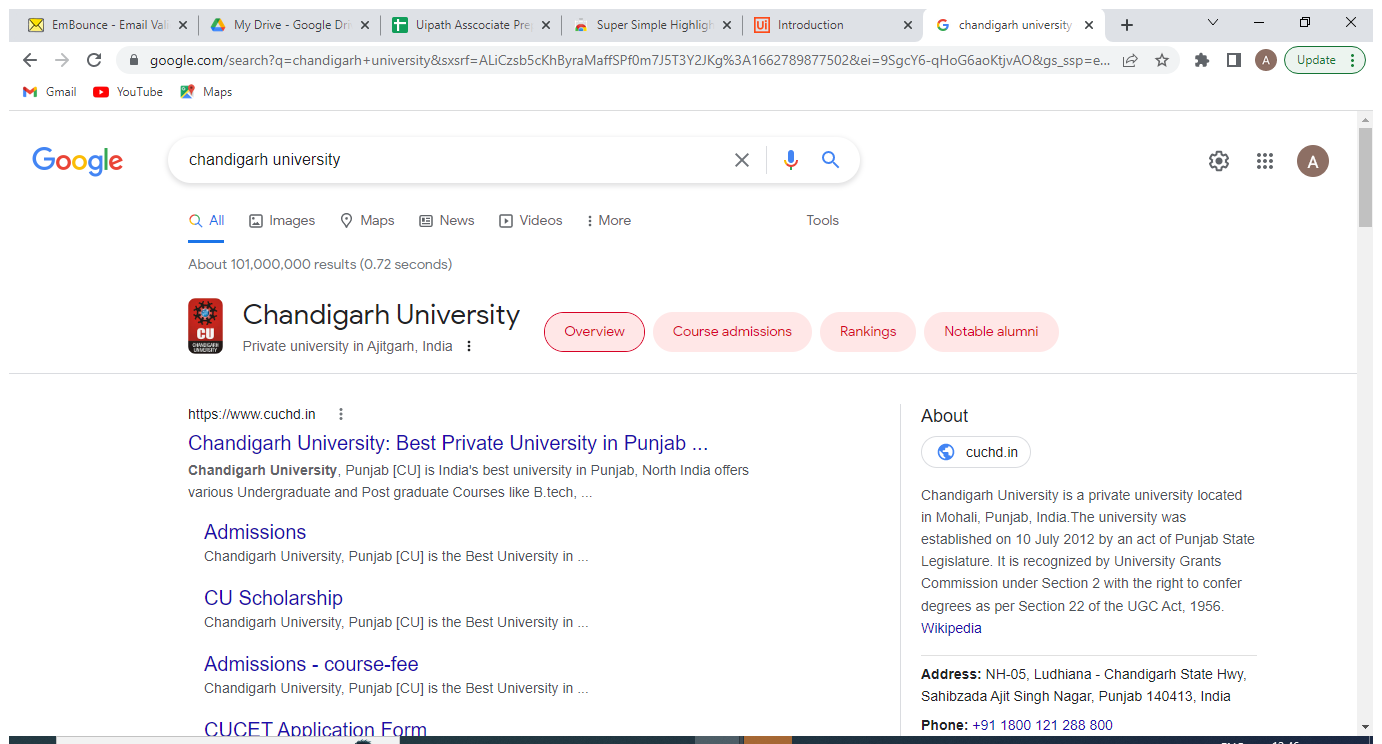 EmBounce - Email Vali
My Drive - Google Dri
Uipath Asscociate Pre
Super Simple Highligh
Introduction
chandigarh university
google.com/search?q=chandigarh+university&sxsrf=ALiCzsb5cKhByraMaffSPf0m7J5T3Y2JKg%3A1662789877502&ei=9SgcY6-qHoG6aoKtjvAO&gs_ssp=e...
A
Update
Gmail
YouTube
Maps
Google
chandigarh university
A
All
Images
Maps
News
Videos
More
Tools
About 101,000,000 results (0.72 seconds)
CU
CHANDIGARH
UNIVERSITY
Chandigarh University
Private university in Ajitgarh, India
Overview
Course admissions
Rankings
Notable alumni
https://www.cuchd.in
Chandigarh University: Best Private University in Punjab ...
Chandigarh University, Punjab [CU] is India's best university in Punjab, North India offers
various Undergraduate and Post graduate Courses like B.tech, ...
Admissions
Chandigarh University, Punjab [CU] is the Best University in ...
CU Scholarship
Chandigarh University, Punjab [CU] is the Best University in ...
Admissions - course-fee
Chandigarh University, Punjab [CU] is the Best University in ...
CUCET Application Form
About
cuchd.in
Chandigarh University is a private university located
in Mohali, Punjab, India.The university was
established on 10 July 2012 by an act of Punjab State
Legislature. It is recognized by University Grants
Commission under Section 2 with the right to confer
degrees as per Section 22 of the UGC Act, 1956.
Wikipedia
Address: NH-05, Ludhiana - Chandigarh State Hwy,
Sahibzada Ajit Singh Nagar, Punjab 140413, India
Phone: +91 1800 121 288 800